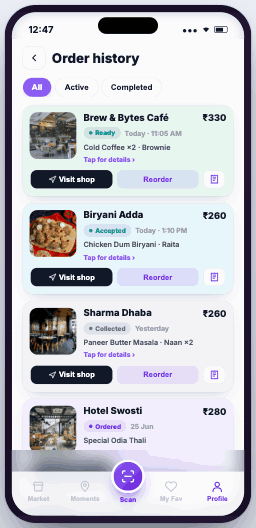 12:47
Order history
All
Active
Completed
Brew & Bytes Café
₹330
Ready
Today · 11:05 AM
Cold Coffee ×2 · Brownie
Tap for details ›
Visit shop
Reorder
Biryani Adda
₹260
Accepted
Today · 1:10 PM
Chicken Dum Biryani · Raita
Tap for details ›
Visit shop
Reorder
Sharma Dhaba
₹260
Collected
Yesterday
Paneer Butter Masala · Naan ×2
Tap for details ›
Visit shop
Reorder
Hotel Swosti
₹280
Ordered
25 Jun
Special Odia Thali
Market
Moments
Scan
My Fav
Profile